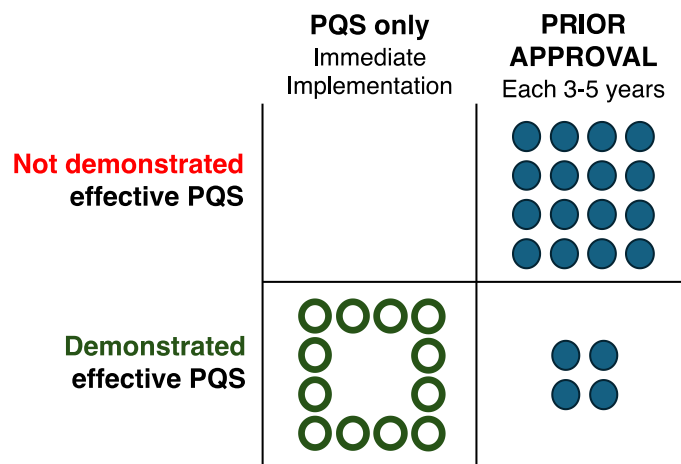 PQS only
Immediate
Implementation
PRIOR
APPROVAL
Each 3-5 years
Not demonstrated
effective PQS
Demonstrated
effective PQS